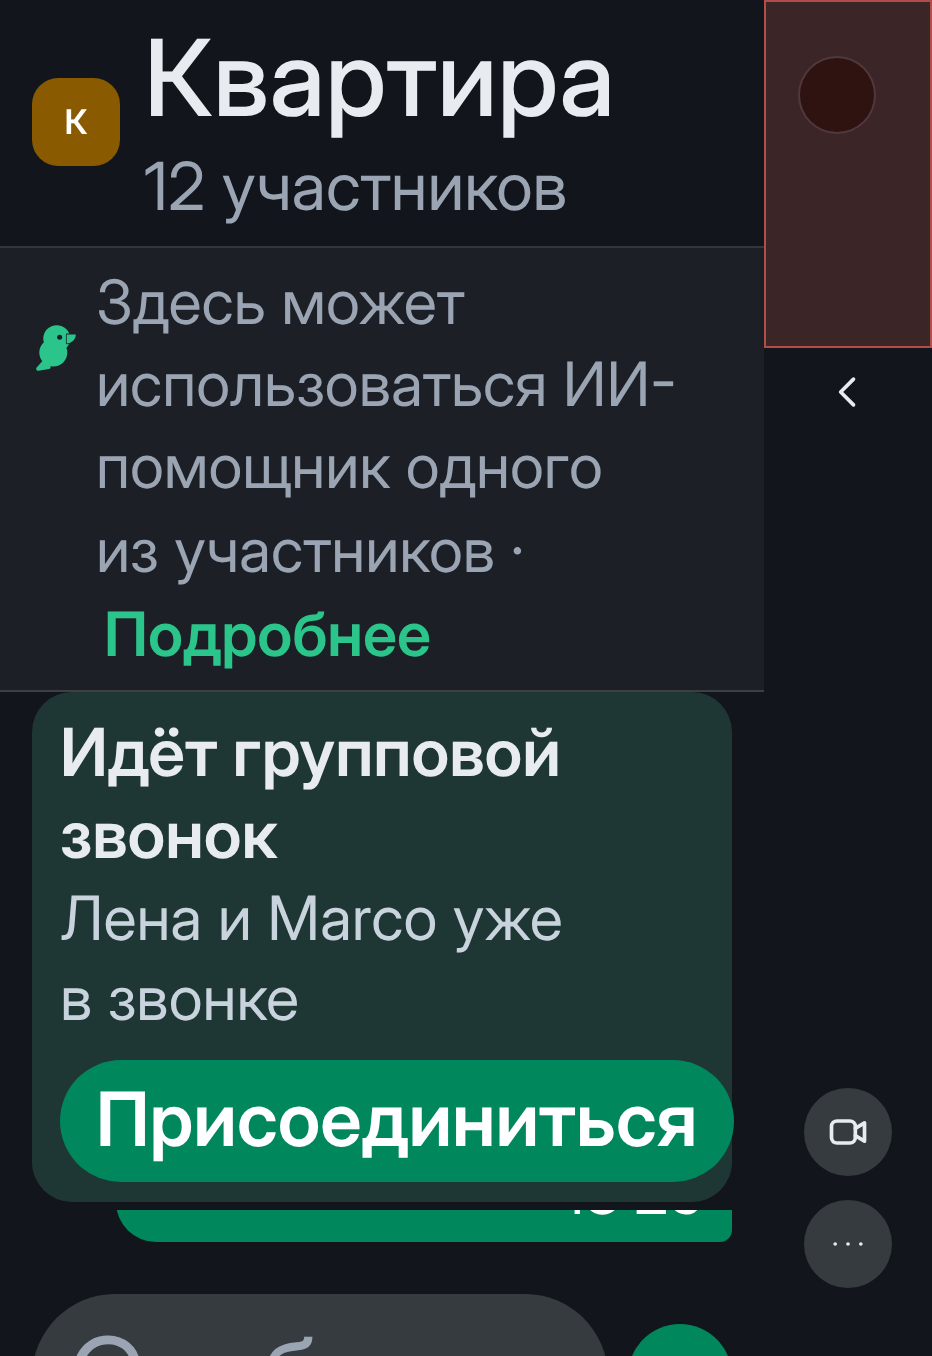 К
Квартира
12 участников
Здесь может
использоваться ИИ-
помощник одного
из участников ·
Подробнее
Идёт групповой
звонок
Лена и Marco уже
в звонке
Присоединиться